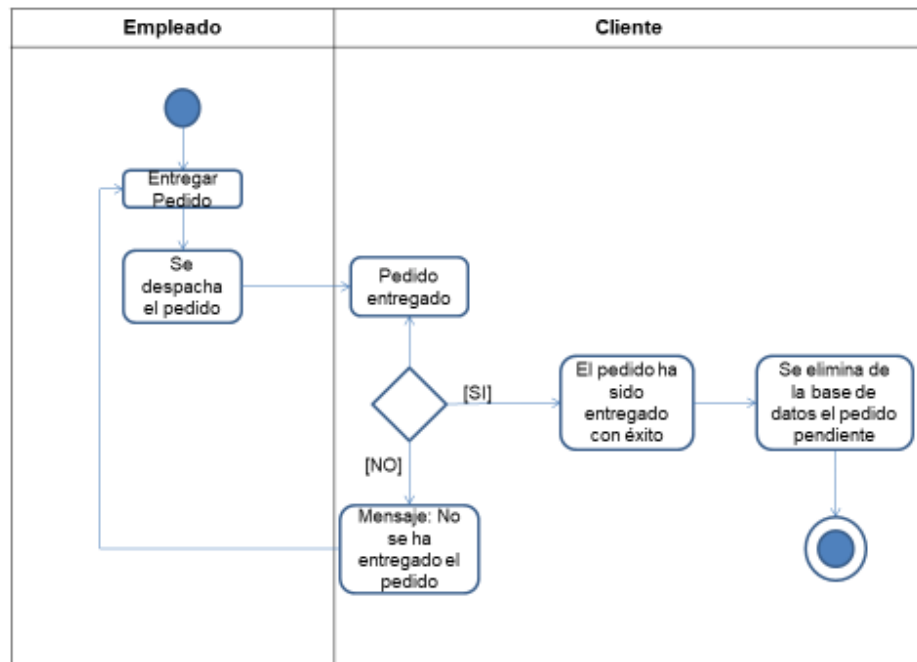 Empleado
Cliente
Entregar
Pedido
Se
despacha
el pedido
Pedido
entregado
[SI]
El pedido ha
sido
entregado
con éxito
Se elimina de
la base de
datos el pedido
pendiente
[NO]
Mensaje: No
se ha
entregado el
pedido